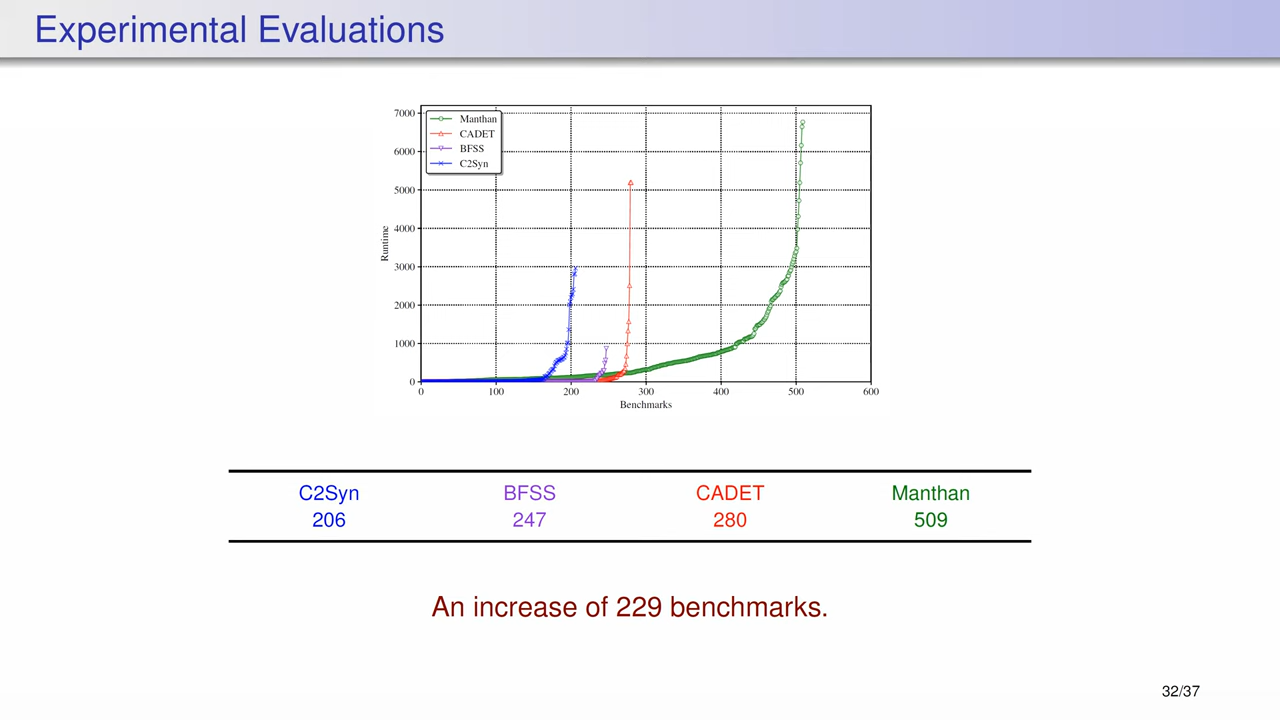 Experimental Evaluations
7000
6000
5000
4000
3000
2000
1000
0
Runtime
Manthan
CADET
BFSS
C2Syn
0 100 200 300 400 500 600
Benchmarks
C2Syn BFSS CADET Manthan
206 247 280 509
An increase of 229 benchmarks.
32/37